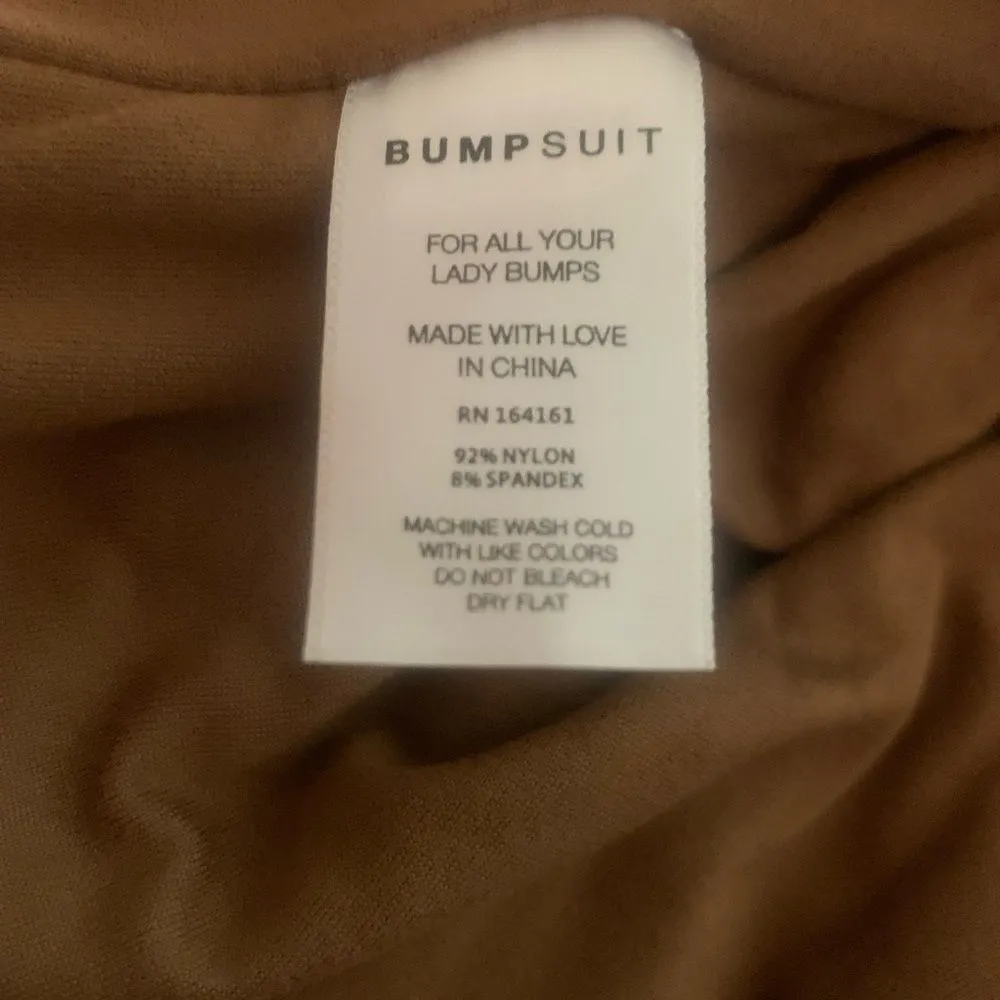 BUMPSUIT
FOR ALL YOUR
LADY BUMPS
MADE WITH LOVE
IN CHINA
RN 164161
92% NYLON
8% SPANDEX
MACHINE WASH COLD
WITH LIKE COLORS
DO NOT BLEACH
DRY FLAT